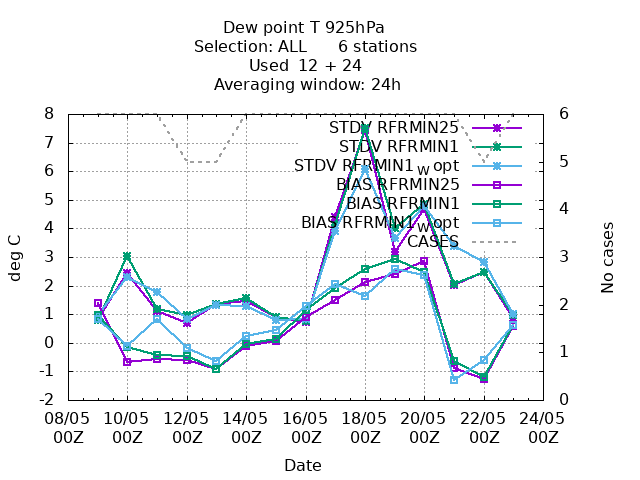 Dew point T 925hPa
Selection: ALL 6 stations
Used 12 + 24
Averaging window: 24h
8
7
6
5
4
3
2
1
0
-1
-2
6
5
4
3
2
1
0
deg C
No cases
STDV RFRMIN25
STDV RFRMIN1
STDV RFRMIN1_w opt
BIAS RFRMIN25
BIAS RFRMIN1
BIAS RFRMIN1_w opt
CASES
08/05 10/05 12/05 14/05 16/05 18/05 20/05 22/05 24/05
00Z 00Z 00Z 00Z 00Z 00Z 00Z 00Z 00Z
Date